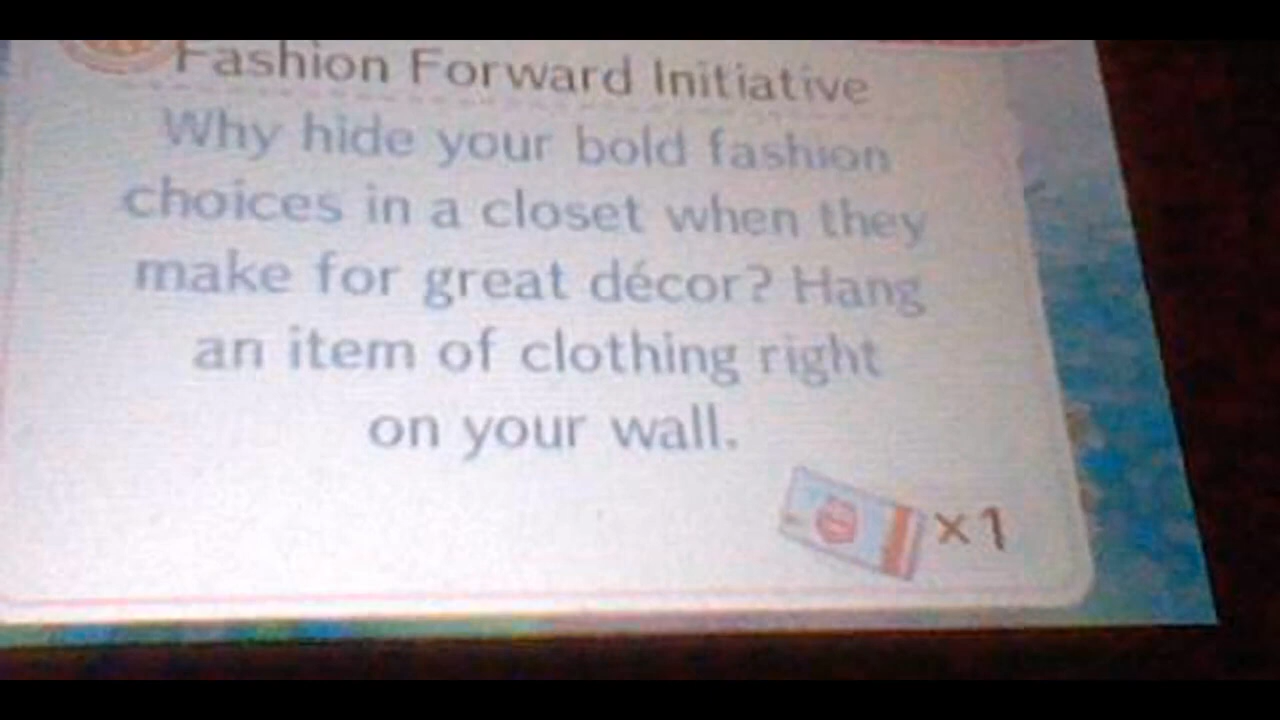 Fashion Forward Initiative
Why hide your bold fashion
choices in a closet when they
make for great décor? Hang
an item of clothing right
on your wall.
×1